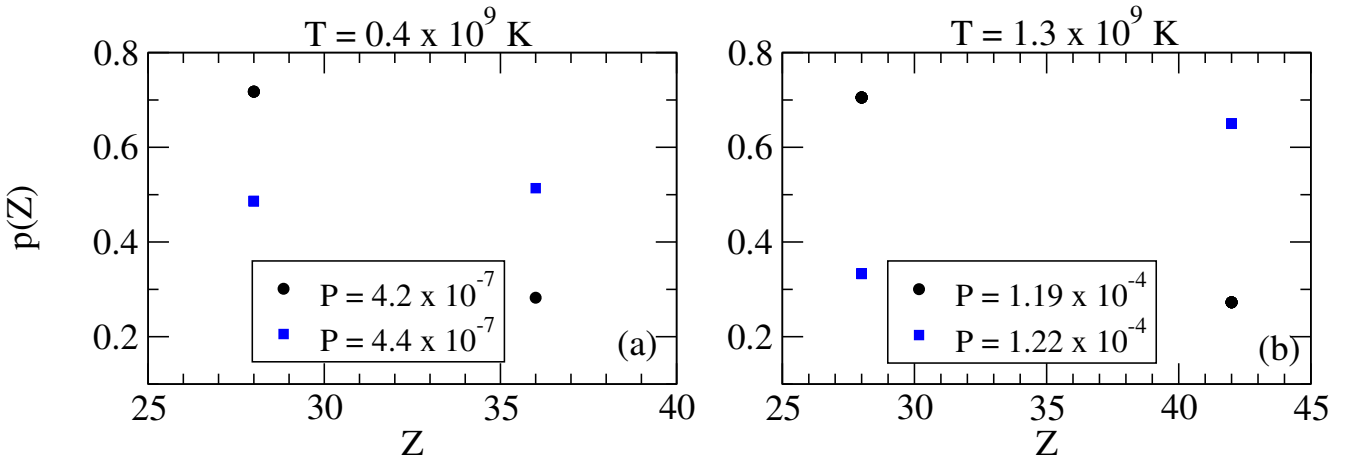 T = 0.4 x 10^9 K
T = 1.3 x 10^9 K
p(Z)
0.8
0.6
0.4
0.2
P = 4.2 x 10^-7
P = 4.4 x 10^-7
(a)
25 30 35 40
Z
0.8
0.6
0.4
0.2
P = 1.19 x 10^-4
P = 1.22 x 10^-4
(b)
25 30 35 40 45
Z